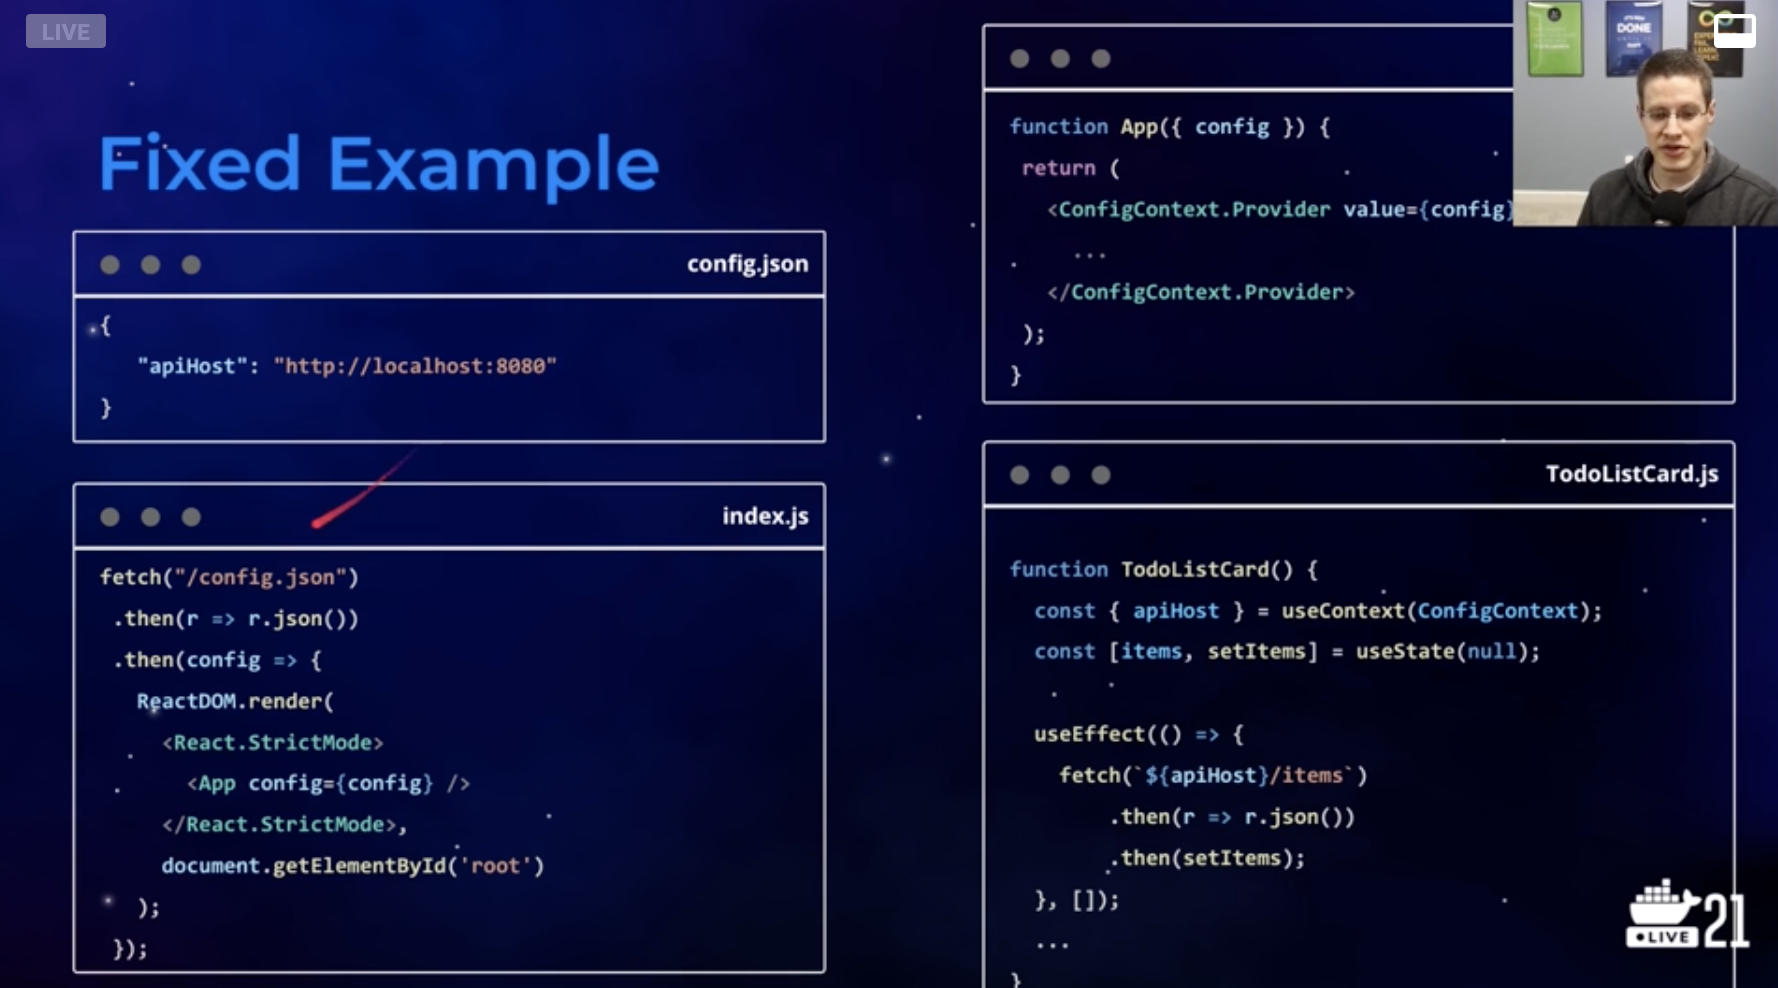 LIVE
Fixed Example
config.json
{
"apiHost": "http://localhost:8080"
}
index.js
fetch("/config.json")
.then(r => r.json())
.then(config => {
ReactDOM.render(
<React.StrictMode>
<App config={config} />
</React.StrictMode>,
document.getElementById('root')
);
});
function App({ config }) {
return (
<ConfigContext.Provider value={config}
...
</ConfigContext.Provider>
);
}
TodoListCard.js
function TodoListCard() {
const { apiHost } = useContext(ConfigContext);
const [items, setItems] = useState(null);
useEffect(() => {
fetch(`${apiHost}/items`)
.then(r => r.json())
.then(setItems);
}, []);
...
}
DONE
LIVE 21